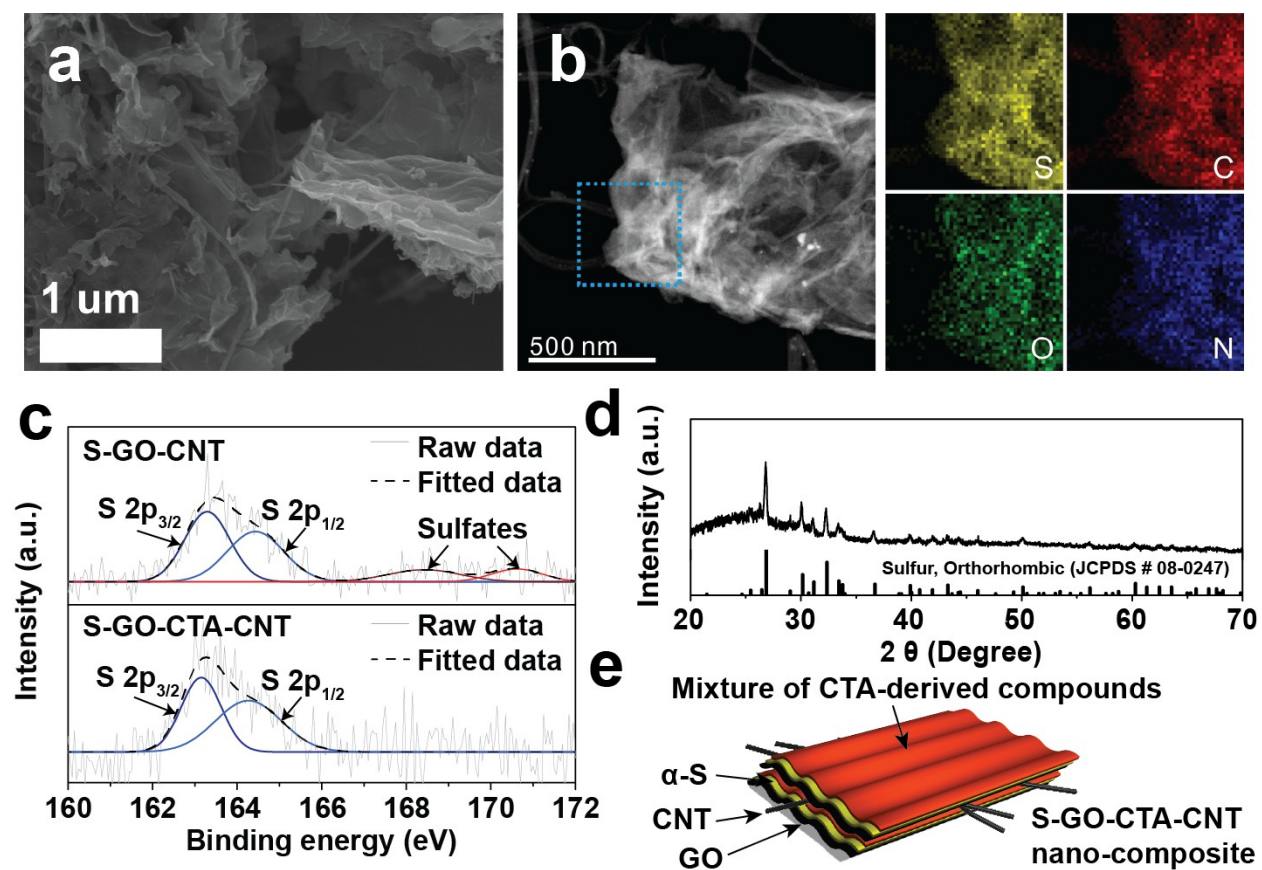 a
1 um
b
500 nm
S
C
O
N
c
S-GO-CNT
Raw data
Fitted data
S 2p3/2
S 2p1/2
Sulfates
S-GO-CTA-CNT
Raw data
Fitted data
S 2p3/2
S 2p1/2
Intensity (a.u.)
160 162 164 166 168 170 172
Binding energy (eV)
d
Intensity (a.u.)
Sulfur, Orthorhombic (JCPDS # 08-0247)
20 30 40 50 60 70
2 θ (Degree)
e
Mixture of CTA-derived compounds
α-S
CNT
GO
S-GO-CTA-CNT
nano-composite